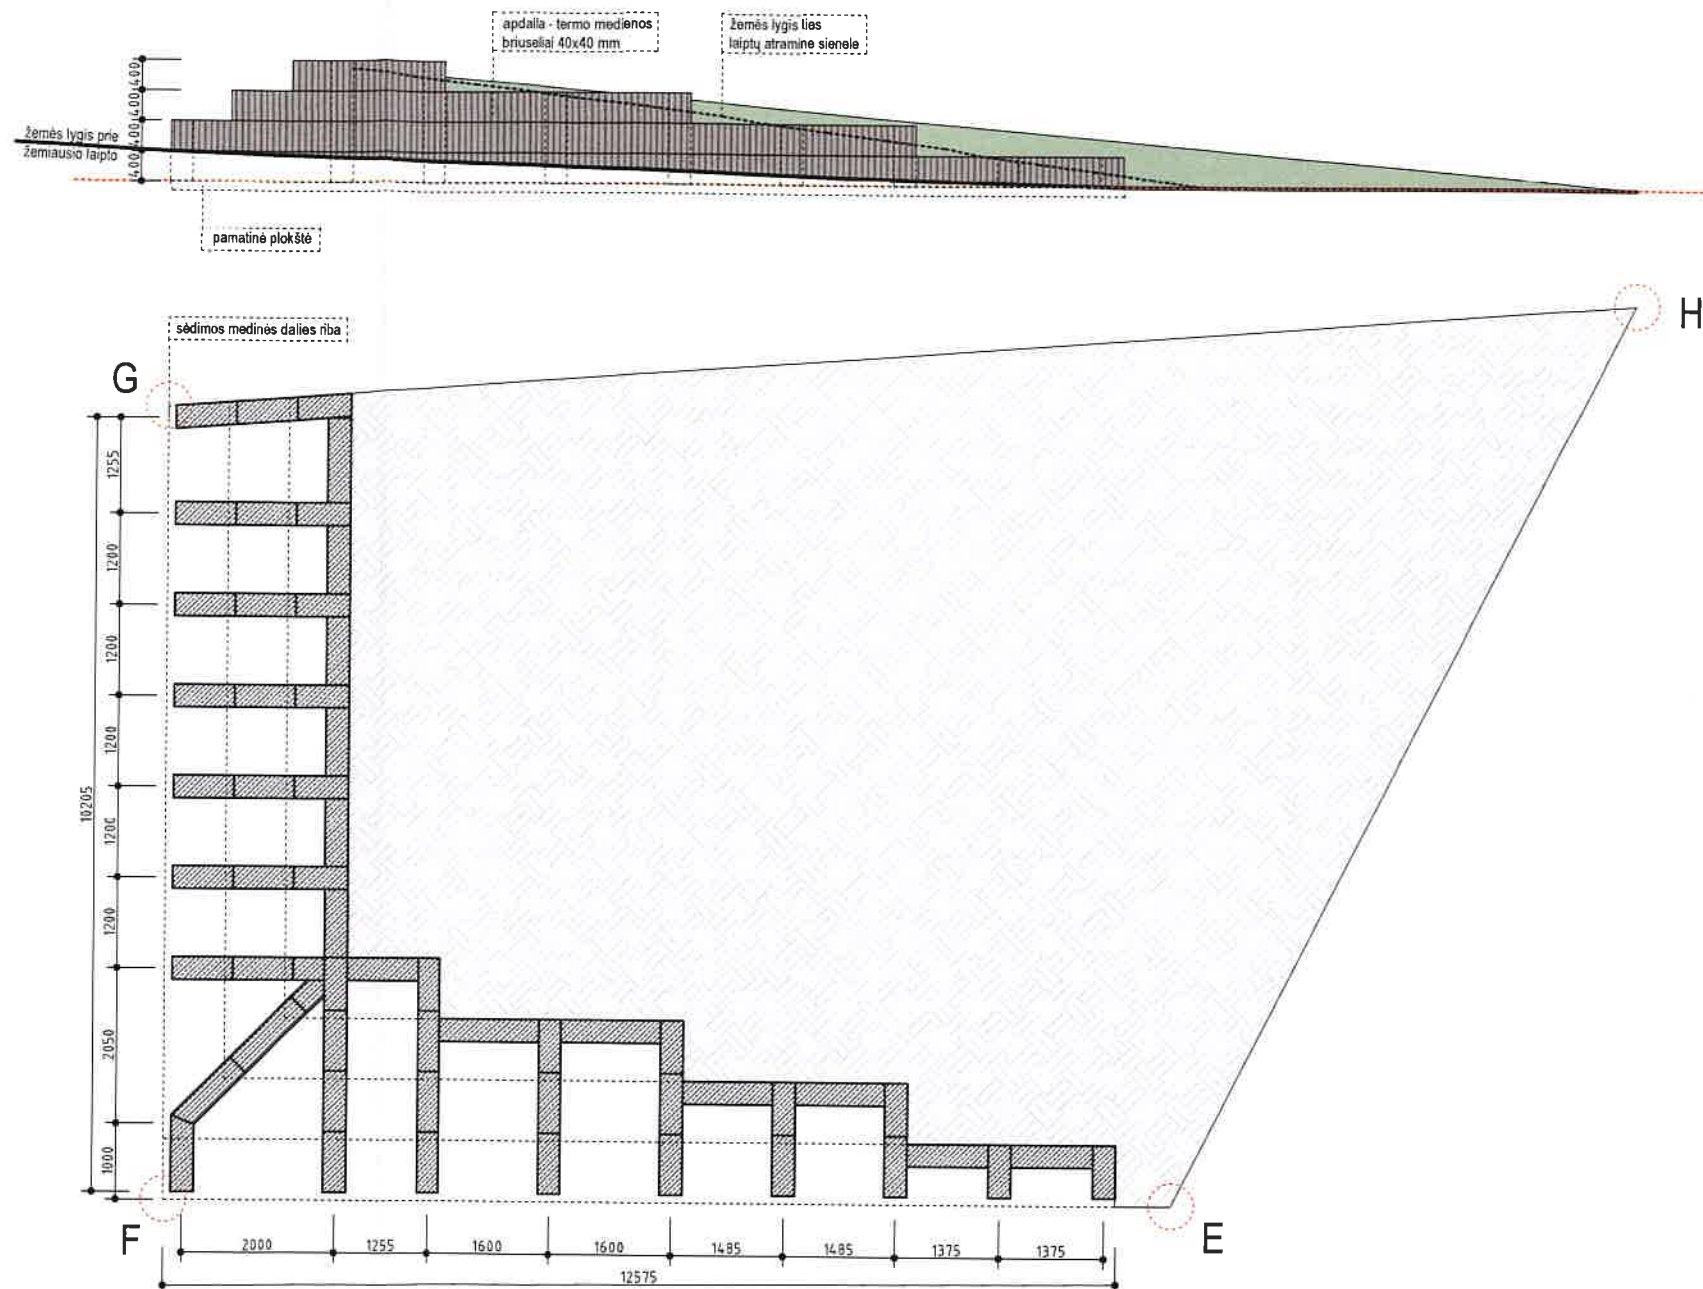 apdaila - termo medienos
briuseliai 40x40 mm
žemės lygis lies
laiptų atraminė sienele
400
400
400
400
žemės lygis prie
žemiausio laipto
pamatinė plokštė
sėdimos medinės dalies riba
H
G
1255
1200
1200
1200
1200
1200
10205
2050
1000
F
E
2000
1255
1600
1600
1485
1485
1375
1375
12575